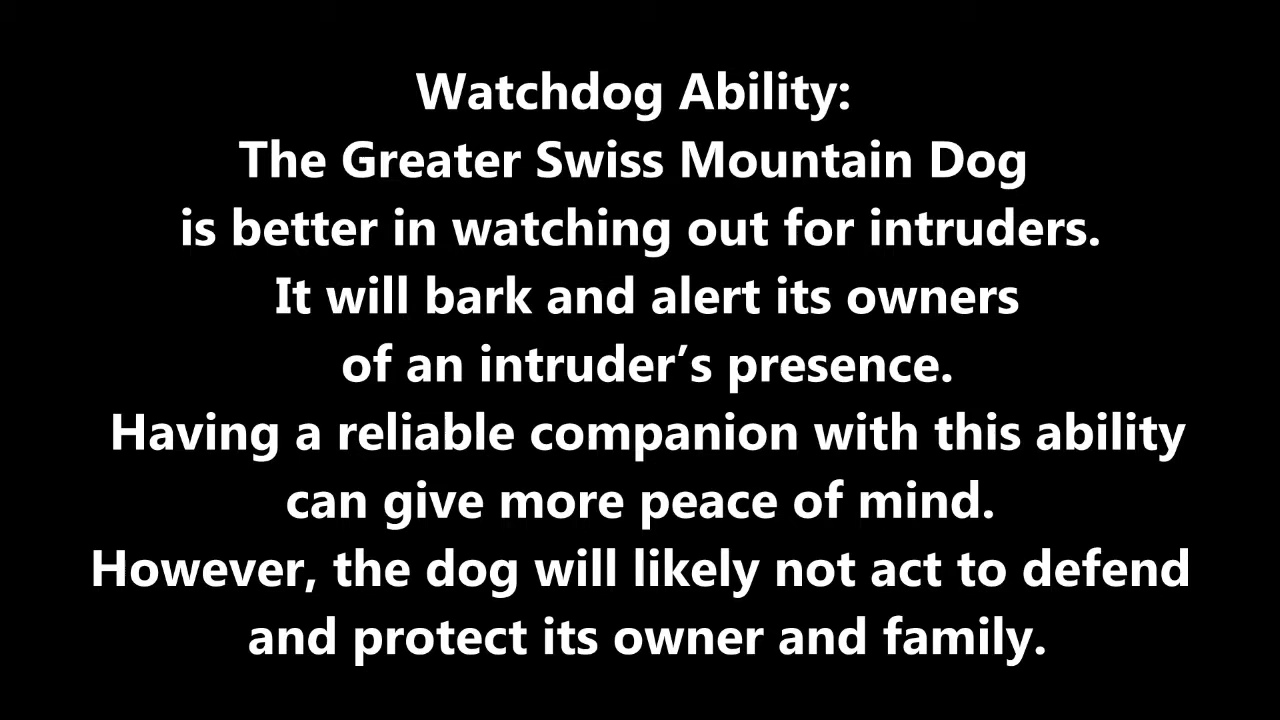 Watchdog Ability:
The Greater Swiss Mountain Dog
is better in watching out for intruders.
It will bark and alert its owners
of an intruder’s presence.
Having a reliable companion with this ability
can give more peace of mind.
However, the dog will likely not act to defend
and protect its owner and family.